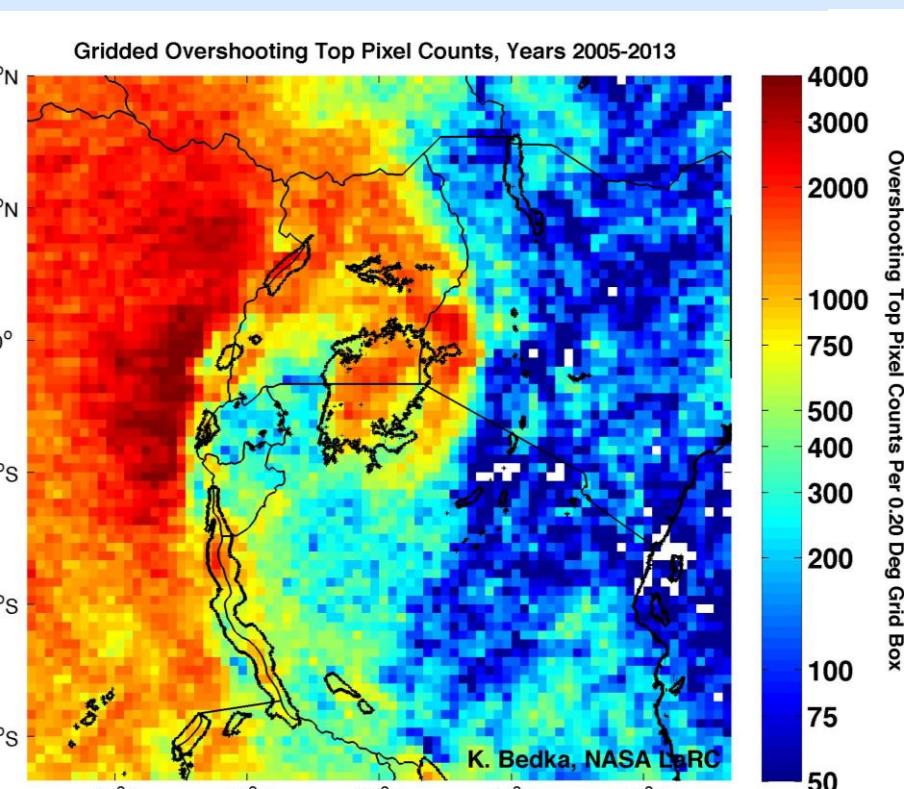 Gridded Overshooting Top Pixel Counts, Years 2005-2013
°N
°N
0°
°S
°S
°S
K. Bedka, NASA LaRC
4000
3000
2000
1000
750
500
400
300
200
100
75
50
Overshooting Top Pixel Counts Per 0.20 Deg Grid Box